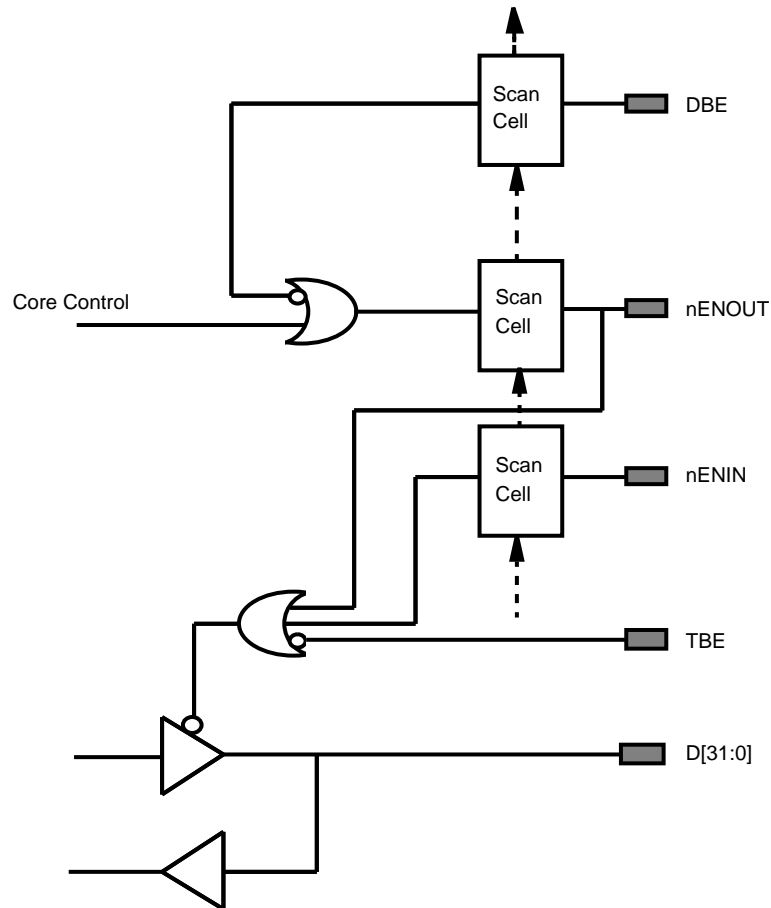 Scan
Cell
DBE
Core Control
Scan
Cell
nENOUT
Scan
Cell
nENIN
TBE
D[31:0]